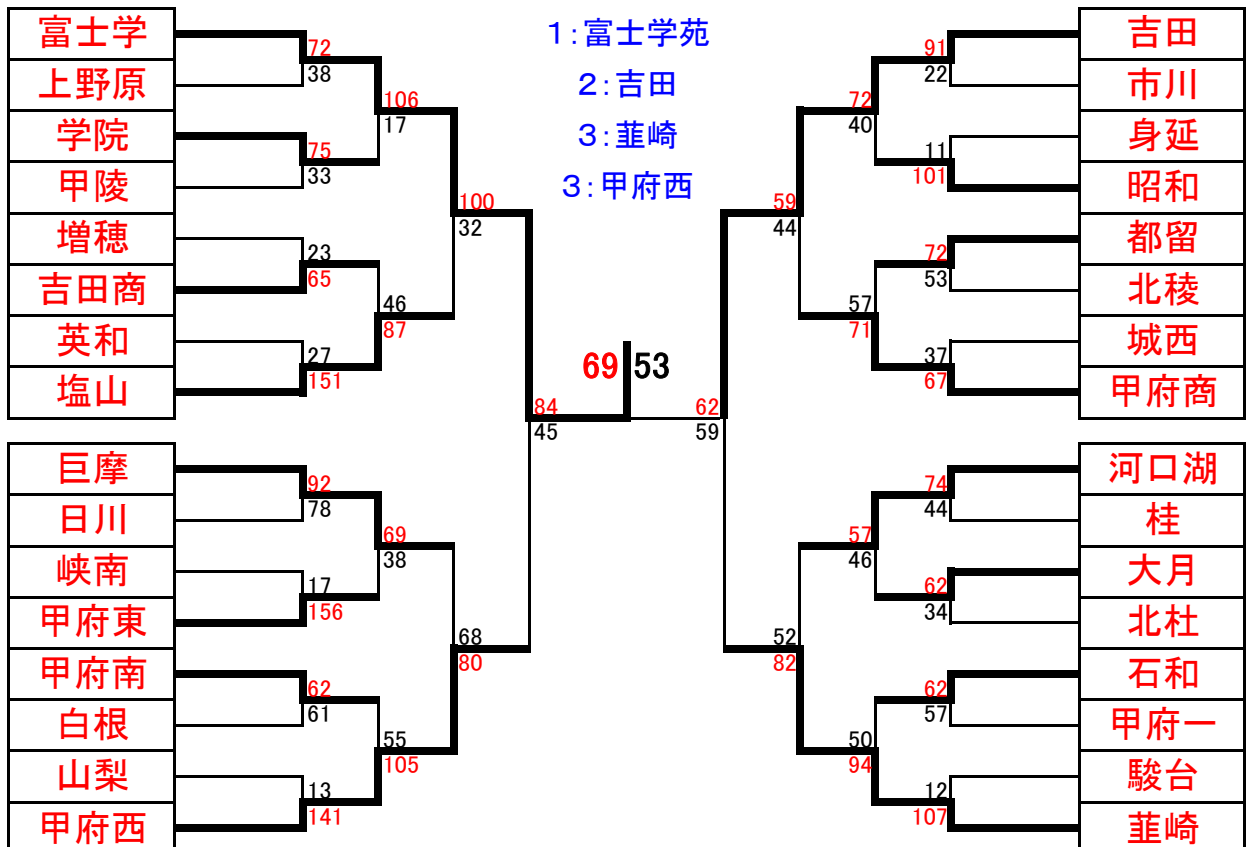 富士学
上野原
学院
甲陵
増穂
吉田商
英和
塩山
巨摩
日川
峡南
甲府東
甲府南
白根
山梨
甲府西
72
38
75
33
23
65
27
151
92
78
17
156
62
61
13
141
106
17
46
87
69
38
55
105
100
32
68
80
84
45
1:富士学苑
2:吉田
3:韮崎
3:甲府西
69 53
62
59
59
44
52
82
72
40
57
71
57
46
50
94
91
22
11
101
72
53
37
67
74
44
62
34
62
57
12
107
吉田
市川
身延
昭和
都留
北稜
城西
甲府商
河口湖
桂
大月
北杜
石和
甲府一
駿台
韮崎